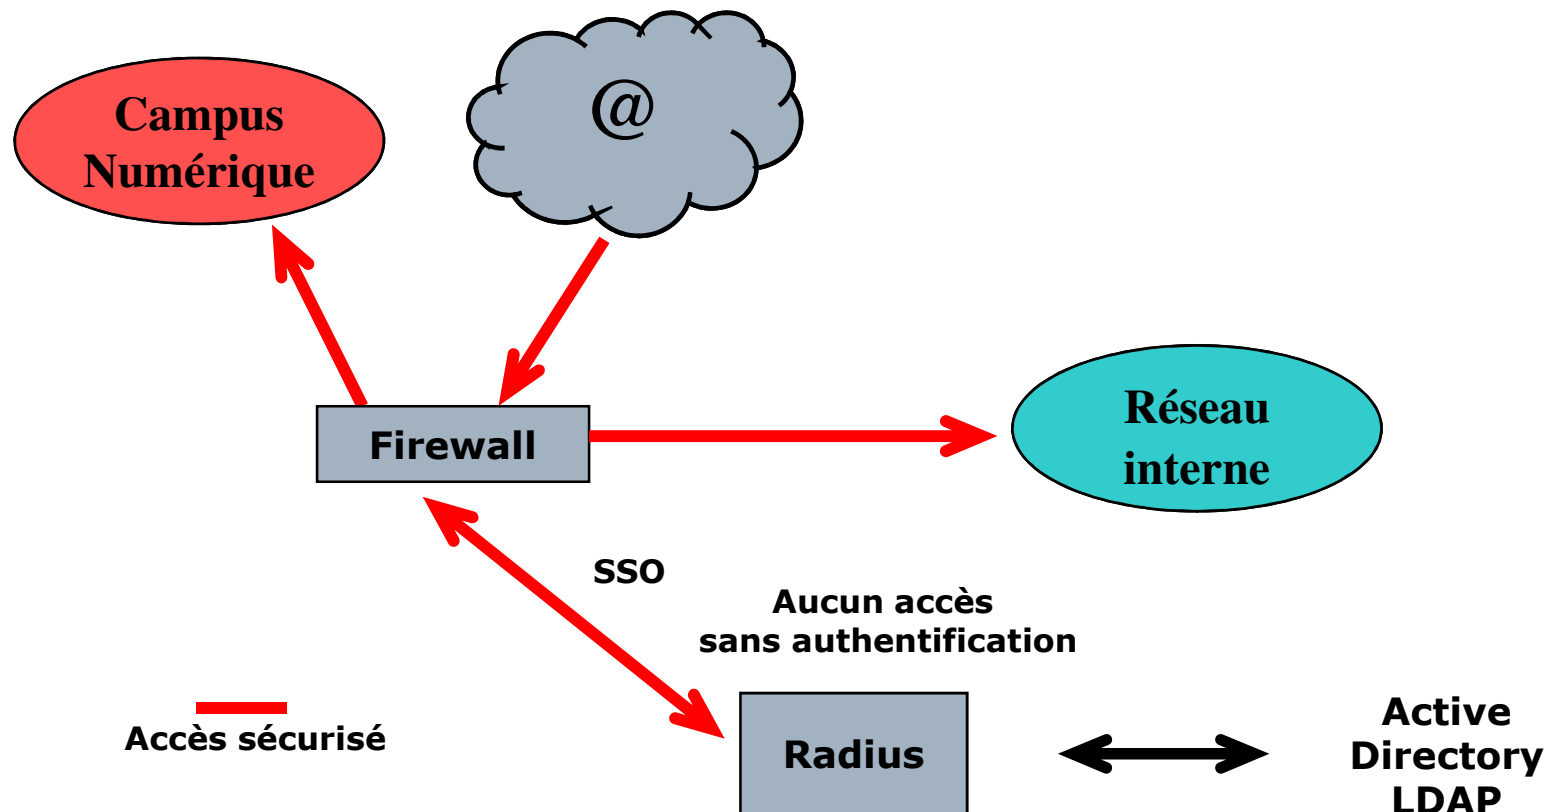 Campus
Numérique
@
Firewall
Réseau
interne
SSO
Aucun accès
sans authentification
Accès sécurisé
Radius
Active
Directory
LDAP